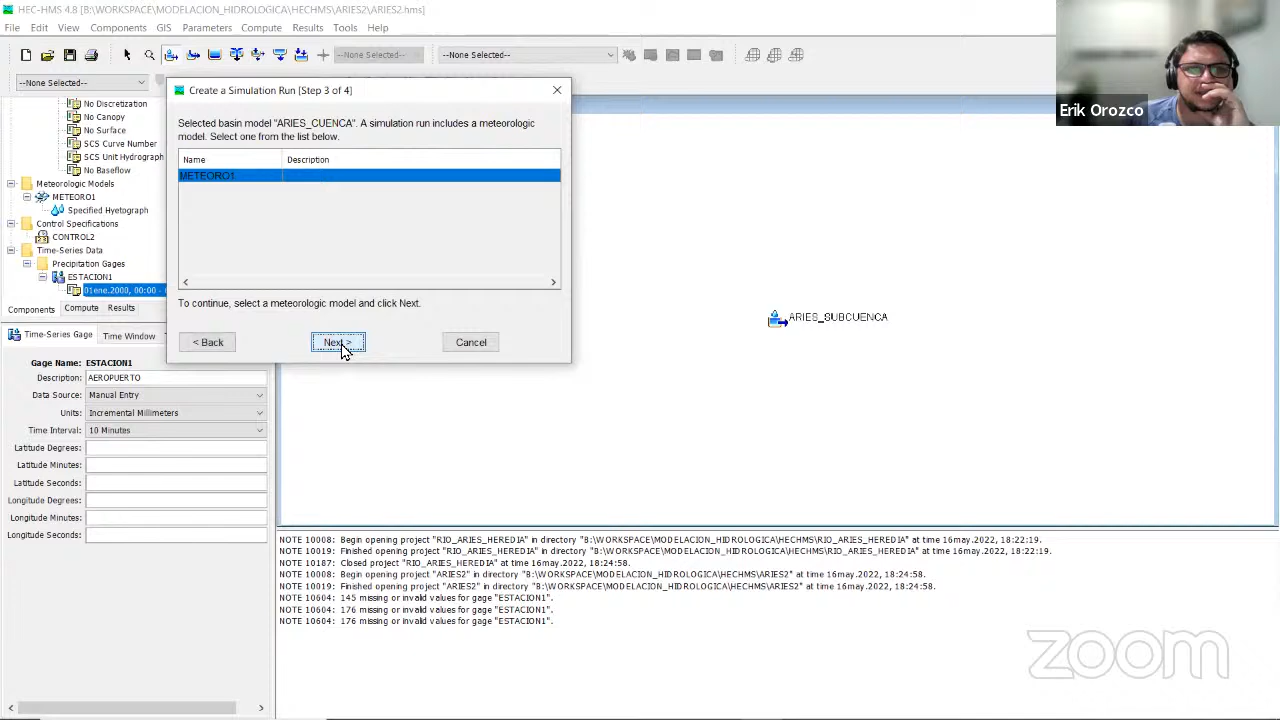 HEC-HMS 4.8 [B:\WORKSPACE\MODELACION_HIDROLOGICA\HECHMS\ARIES2\ARIES2.hms]
File Edit View Components GIS Parameters Compute Results Tools Help
--None Selected--
--None Selected--
--None Selected--
Erik Orozco
No Discretization
No Canopy
No Surface
SCS Curve Number
SCS Unit Hydrograph
No Baseflow
Meteorologic Models
METEORO1
Specified Hyetograph
Control Specifications
CONTROL2
Time-Series Data
Precipitation Gages
ESTACION1
01ene.2000, 00:00 -
Components Compute Results
Create a Simulation Run [Step 3 of 4]
Selected basin model "ARIES_CUENCA". A simulation run includes a meteorologic
model. Select one from the list below.
Name Description
METEORO1
To continue, select a meteorologic model and click Next.
< Back Next > Cancel
ARIES_SUBCUENCA
Time-Series Gage Time Window
Gage Name: ESTACION1
Description: AEROPUERTO
Data Source: Manual Entry
Units: Incremental Millimeters
Time Interval: 10 Minutes
Latitude Degrees:
Latitude Minutes:
Latitude Seconds:
Longitude Degrees:
Longitude Minutes:
Longitude Seconds:
NOTE 10008: Begin opening project "RIO_ARIES_HEREDIA" in directory "B:\WORKSPACE\MODELACION_HIDROLOGICA\HECHMS\RIO_ARIES_HEREDIA" at time 16may.2022, 18:22:19.
NOTE 10019: Finished opening project "RIO_ARIES_HEREDIA" in directory "B:\WORKSPACE\MODELACION_HIDROLOGICA\HECHMS\RIO_ARIES_HEREDIA" at time 16may.2022, 18:22:19.
NOTE 10187: Closed project "RIO_ARIES_HEREDIA" at time 16may.2022, 18:24:58.
NOTE 10008: Begin opening project "ARIES2" in directory "B:\WORKSPACE\MODELACION_HIDROLOGICA\HECHMS\ARIES2" at time 16may.2022, 18:24:58.
NOTE 10019: Finished opening project "ARIES2" in directory "B:\WORKSPACE\MODELACION_HIDROLOGICA\HECHMS\ARIES2" at time 16may.2022, 18:24:58.
NOTE 10604: 145 missing or invalid values for gage "ESTACION1".
NOTE 10604: 176 missing or invalid values for gage "ESTACION1".
NOTE 10604: 176 missing or invalid values for gage "ESTACION1".
zoom